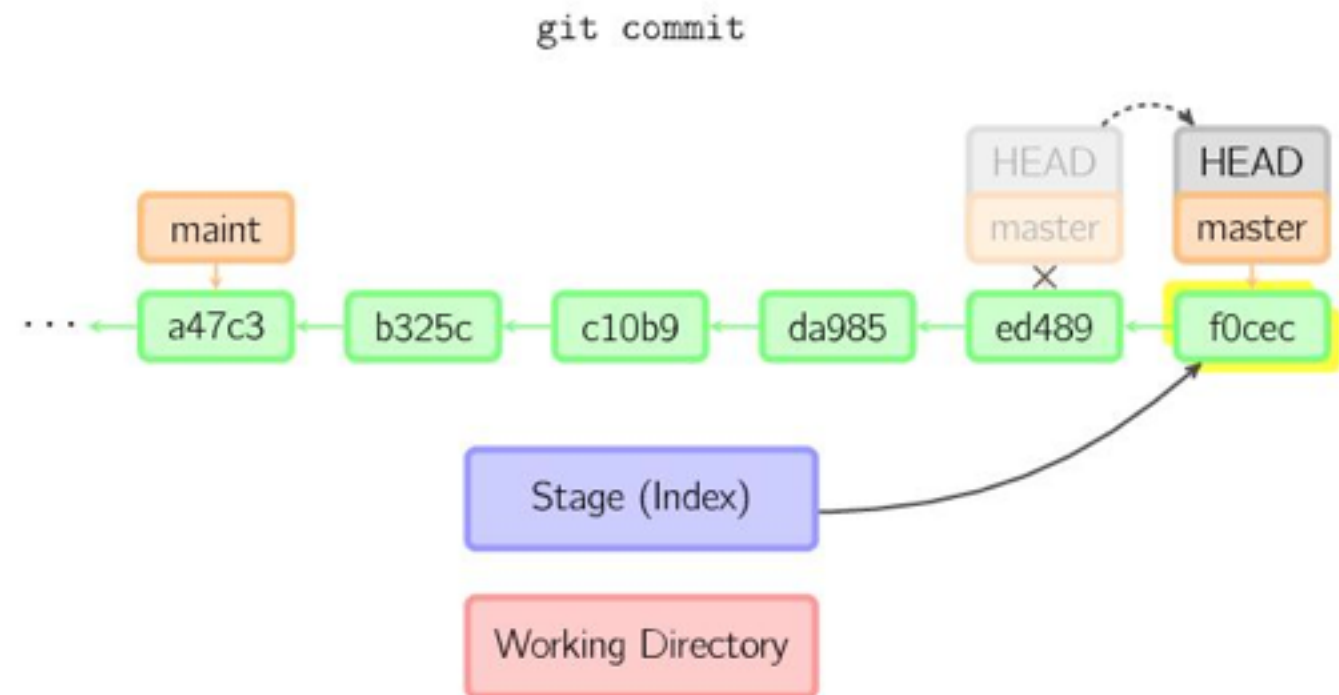 git commit
HEAD HEAD
maint master master
... a47c3 b325c c10b9 da985 ed489 f0cec
Stage (Index)
Working Directory